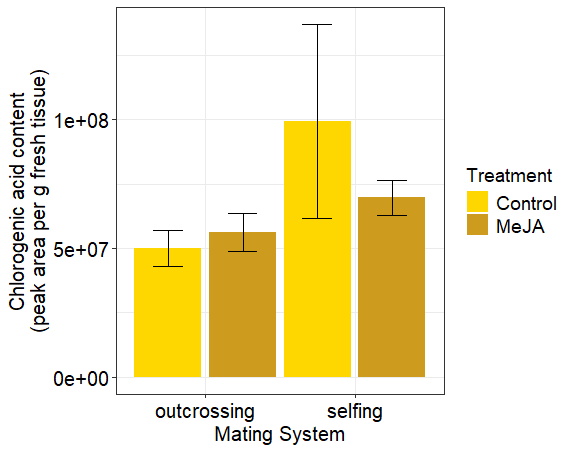 Chlorogenic acid content
(peak area per g fresh tissue)
1e+08
5e+07
0e+00
outcrossing selfing
Mating System
Treatment
Control
MeJA